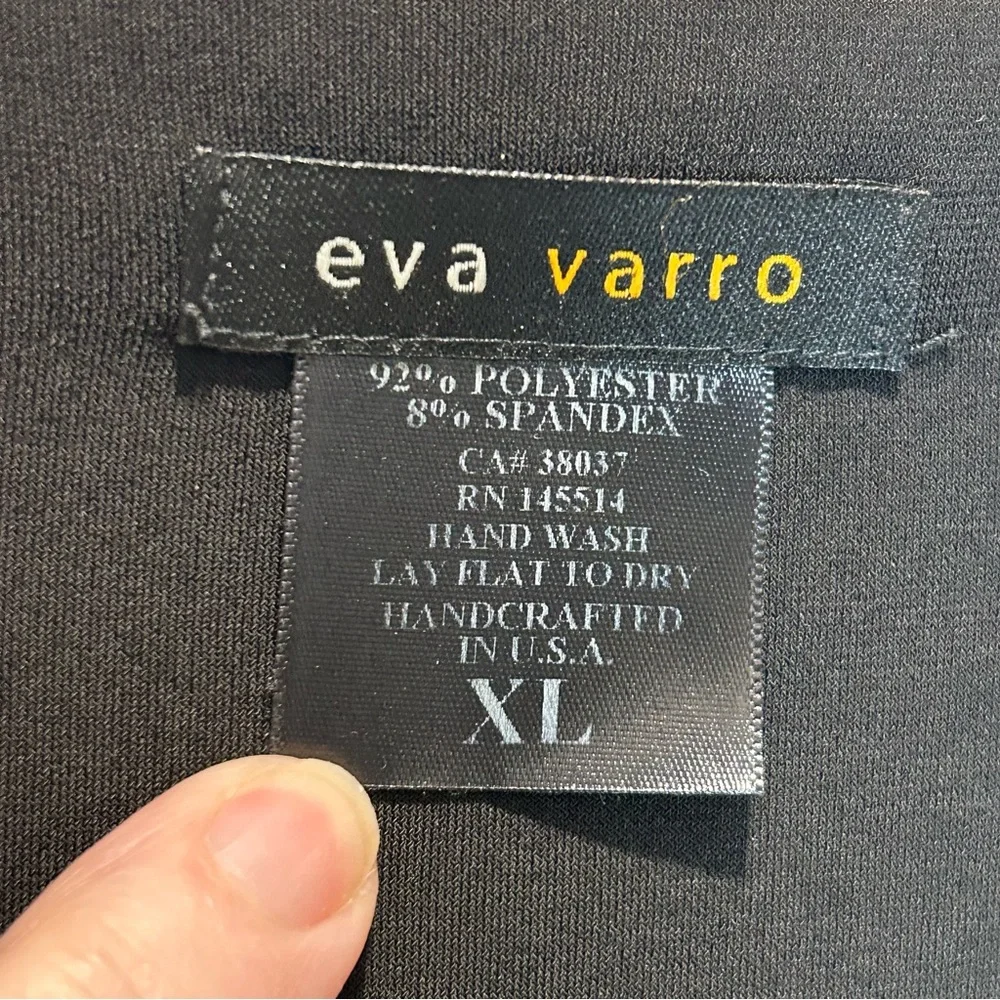 eva varro
92% POLYESTER
8% SPANDEX
CA# 38037
RN 145514
HAND WASH
LAY FLAT TO DRY
HANDCRAFTED
IN U.S.A.
XL